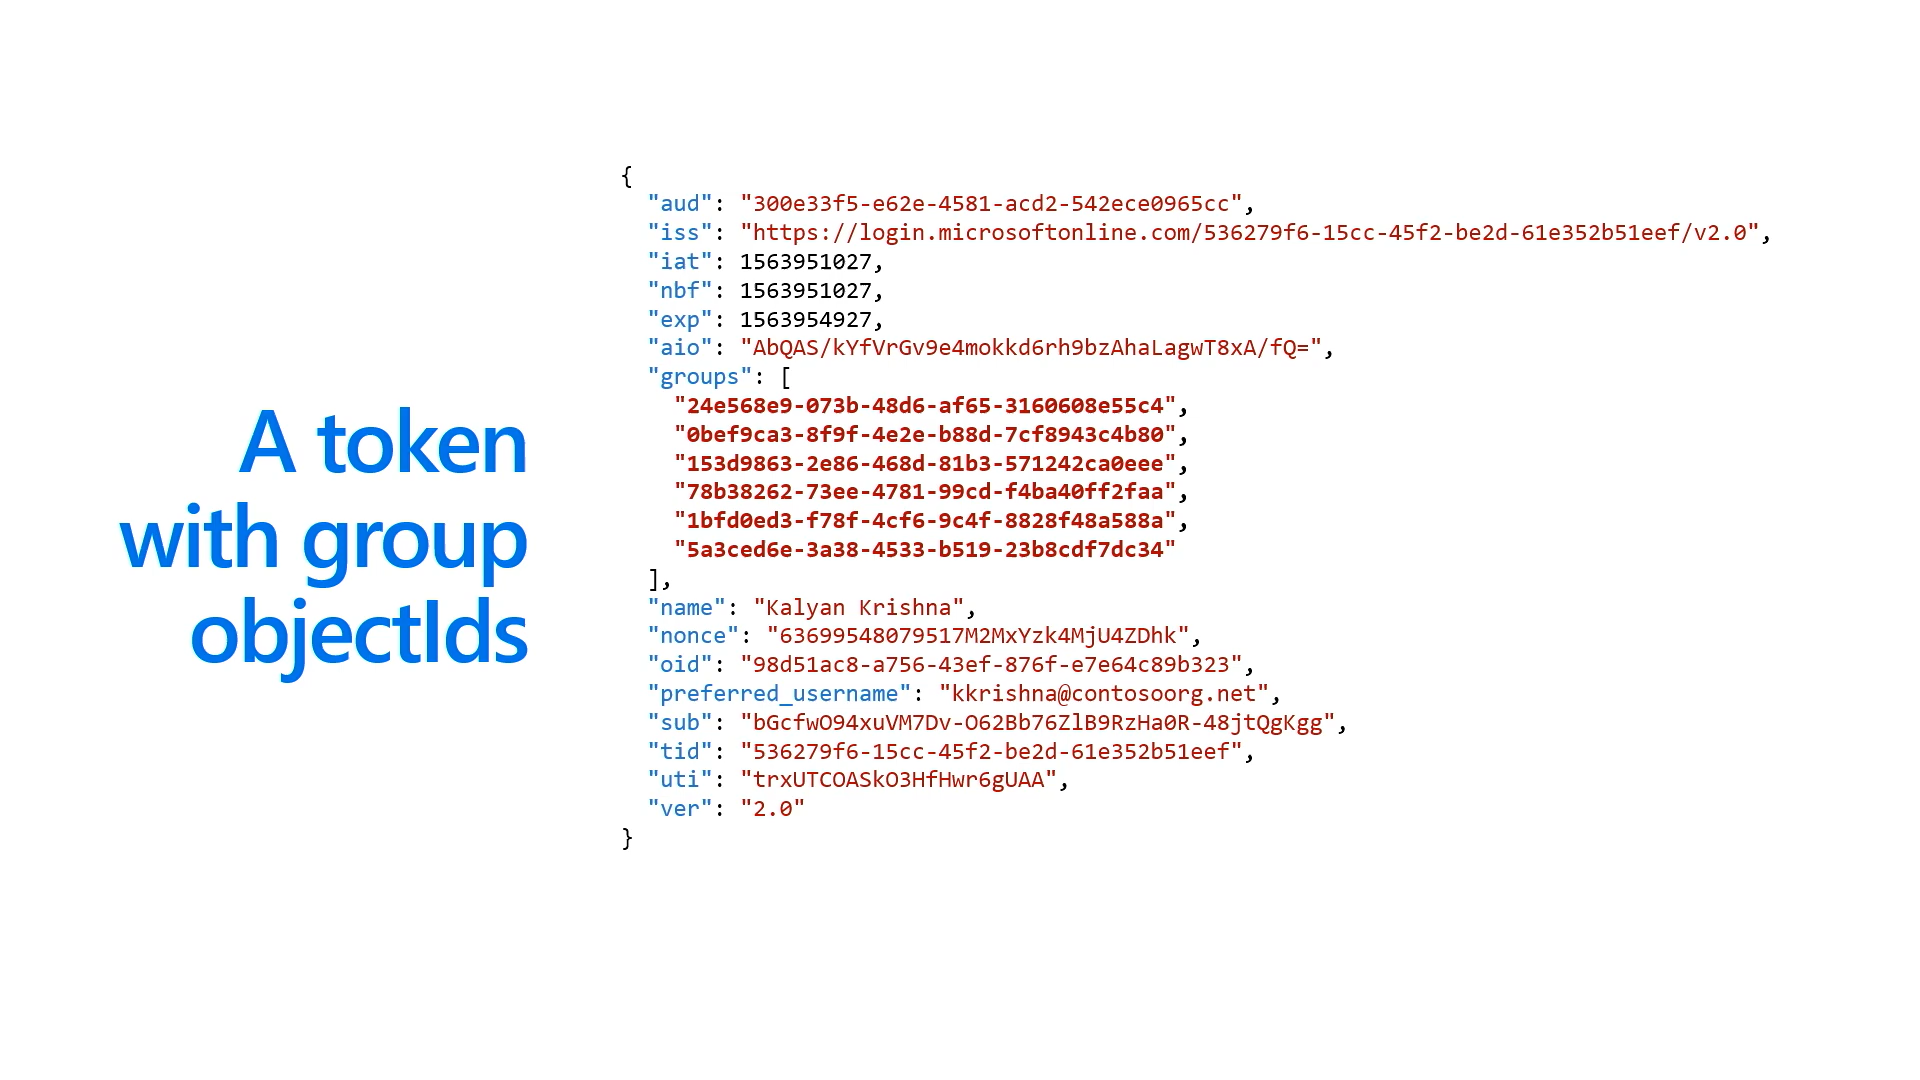 A token
with group
objectIds
{
"aud": "300e33f5-e62e-4581-acd2-542ece0965cc",
"iss": "https://login.microsoftonline.com/536279f6-15cc-45f2-be2d-61e352b51eef/v2.0",
"iat": 1563951027,
"nbf": 1563951027,
"exp": 1563954927,
"aio": "AbQAS/kYfVrGv9e4mokkd6rh9bzAhaLagwT8xA/fQ=",
"groups": [
"24e568e9-073b-48d6-af65-3160608e55c4",
"0bef9ca3-8f9f-4e2e-b88d-7cf8943c4b80",
"153d9863-2e86-468d-81b3-571242ca0eee",
"78b38262-73ee-4781-99cd-f4ba40ff2faa",
"1bfd0ed3-f78f-4cf6-9c4f-8828f48a588a",
"5a3ced6e-3a38-4533-b519-23b8cdf7dc34"
],
"name": "Kalyan Krishna",
"nonce": "63699548079517M2MxYzk4MjU4ZDhk",
"oid": "98d51ac8-a756-43ef-876f-e7e64c89b323",
"preferred_username": "kkrishna@contosoorg.net",
"sub": "bGcfwO94xuVM7Dv-O62Bb76ZlB9RzHa0R-48jtQgKgg",
"tid": "536279f6-15cc-45f2-be2d-61e352b51eef",
"uti": "trxUTCOASkO3HfHwr6gUAA",
"ver": "2.0"
}